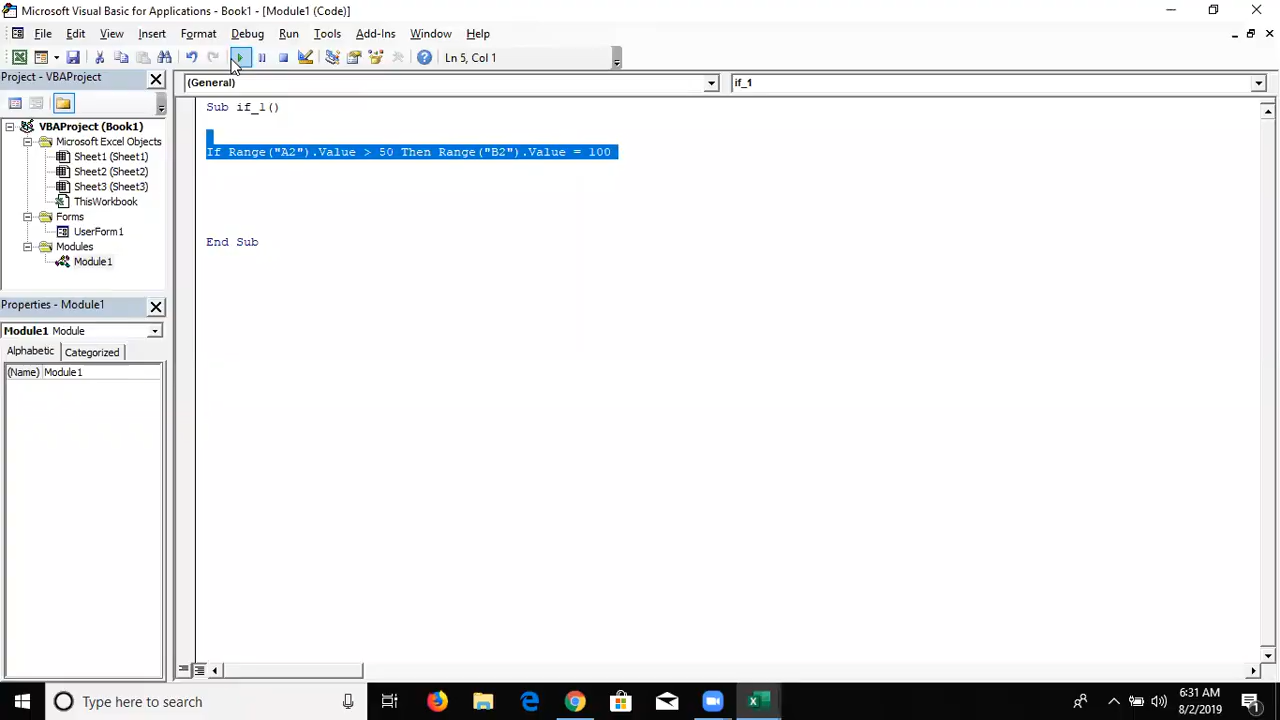 Microsoft Visual Basic for Applications - Book1 - [Module1 (Code)]
File Edit View Insert Format Debug Run Tools Add-Ins Window Help
Ln 5, Col 1
Project - VBAProject
(General)
if_1
VBAProject (Book1)
Microsoft Excel Objects
Sheet1 (Sheet1)
Sheet2 (Sheet2)
Sheet3 (Sheet3)
ThisWorkbook
Forms
UserForm1
Modules
Module1
Sub if_1()
If Range("A2").Value > 50 Then Range("B2").Value = 100
End Sub
Properties - Module1
Module1 Module
Alphabetic Categorized
(Name) Module1
Type here to search
6:31 AM
8/2/2019
1